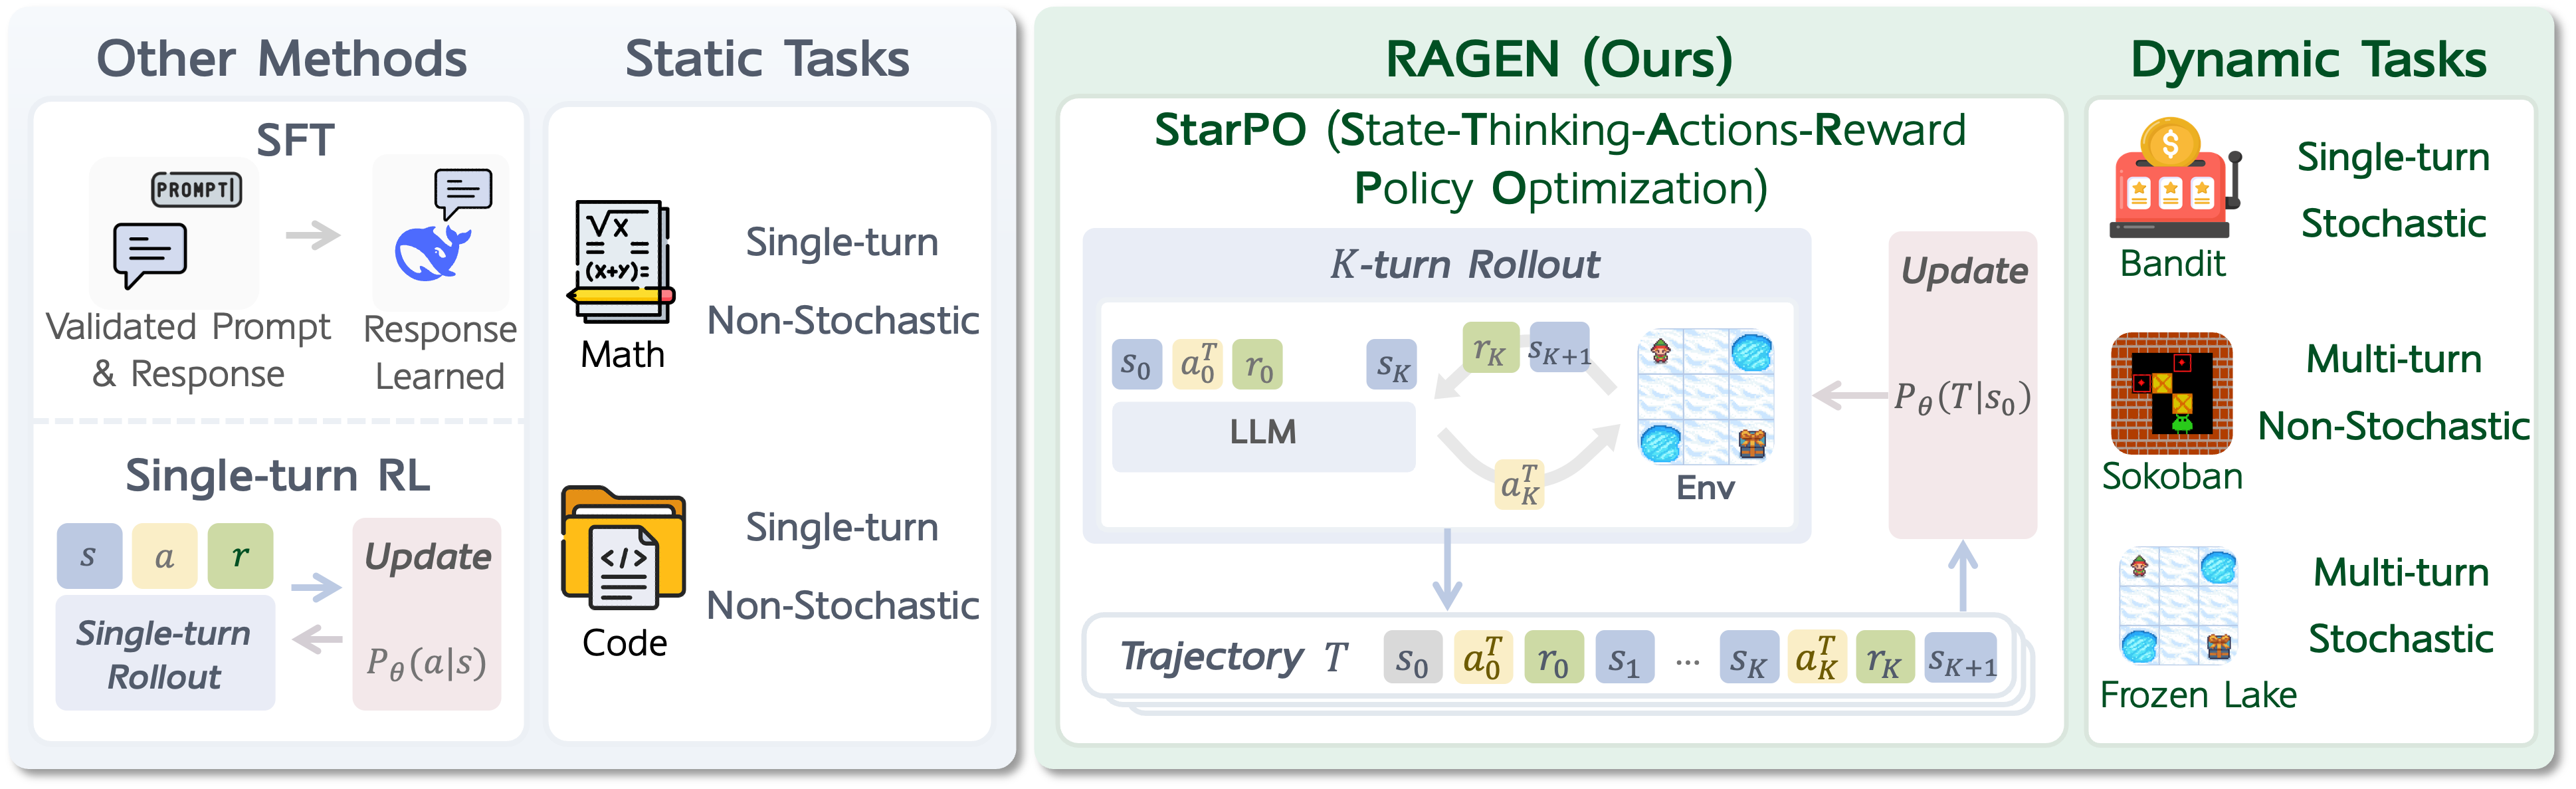 Other Methods
SFT
PROMPT|
Validated Prompt
& Response
Response
Learned
Single-turn RL
s a r
Single-turn
Rollout
Update
P_θ(a|s)
Static Tasks
√x
= =
(x+y)=
Math
Single-turn
Non-Stochastic
</>
Code
Single-turn
Non-Stochastic
RAGEN (Ours)
StarPO (State-Thinking-Actions-Reward
Policy Optimization)
K-turn Rollout
s_0 a_0^T r_0 s_K
LLM
r_K s_{K+1}
a_K^T
Env
Update
P_θ(T|s_0)
Trajectory T s_0 a_0^T r_0 s_1 ... s_K a_K^T r_K s_{K+1}
Dynamic Tasks
$
Bandit
Single-turn
Stochastic
Sokoban
Multi-turn
Non-Stochastic
Frozen Lake
Multi-turn
Stochastic